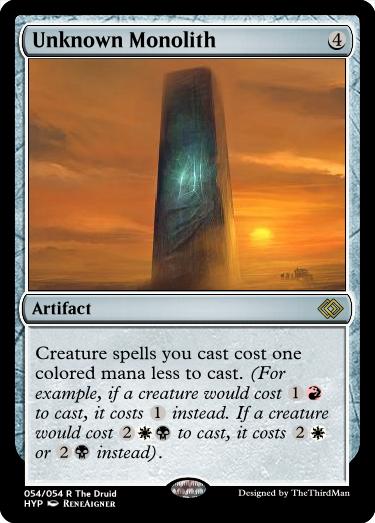 Unknown Monolith 4
Artifact
Creature spells you cast cost one
colored mana less to cast. (For
example, if a creature would cost 1
to cast, it costs 1 instead. If a creature
would cost 2 to cast, it costs 2
or 2 instead).
054/054 R The Druid
HYP ReneAigner
Designed by TheThirdMan